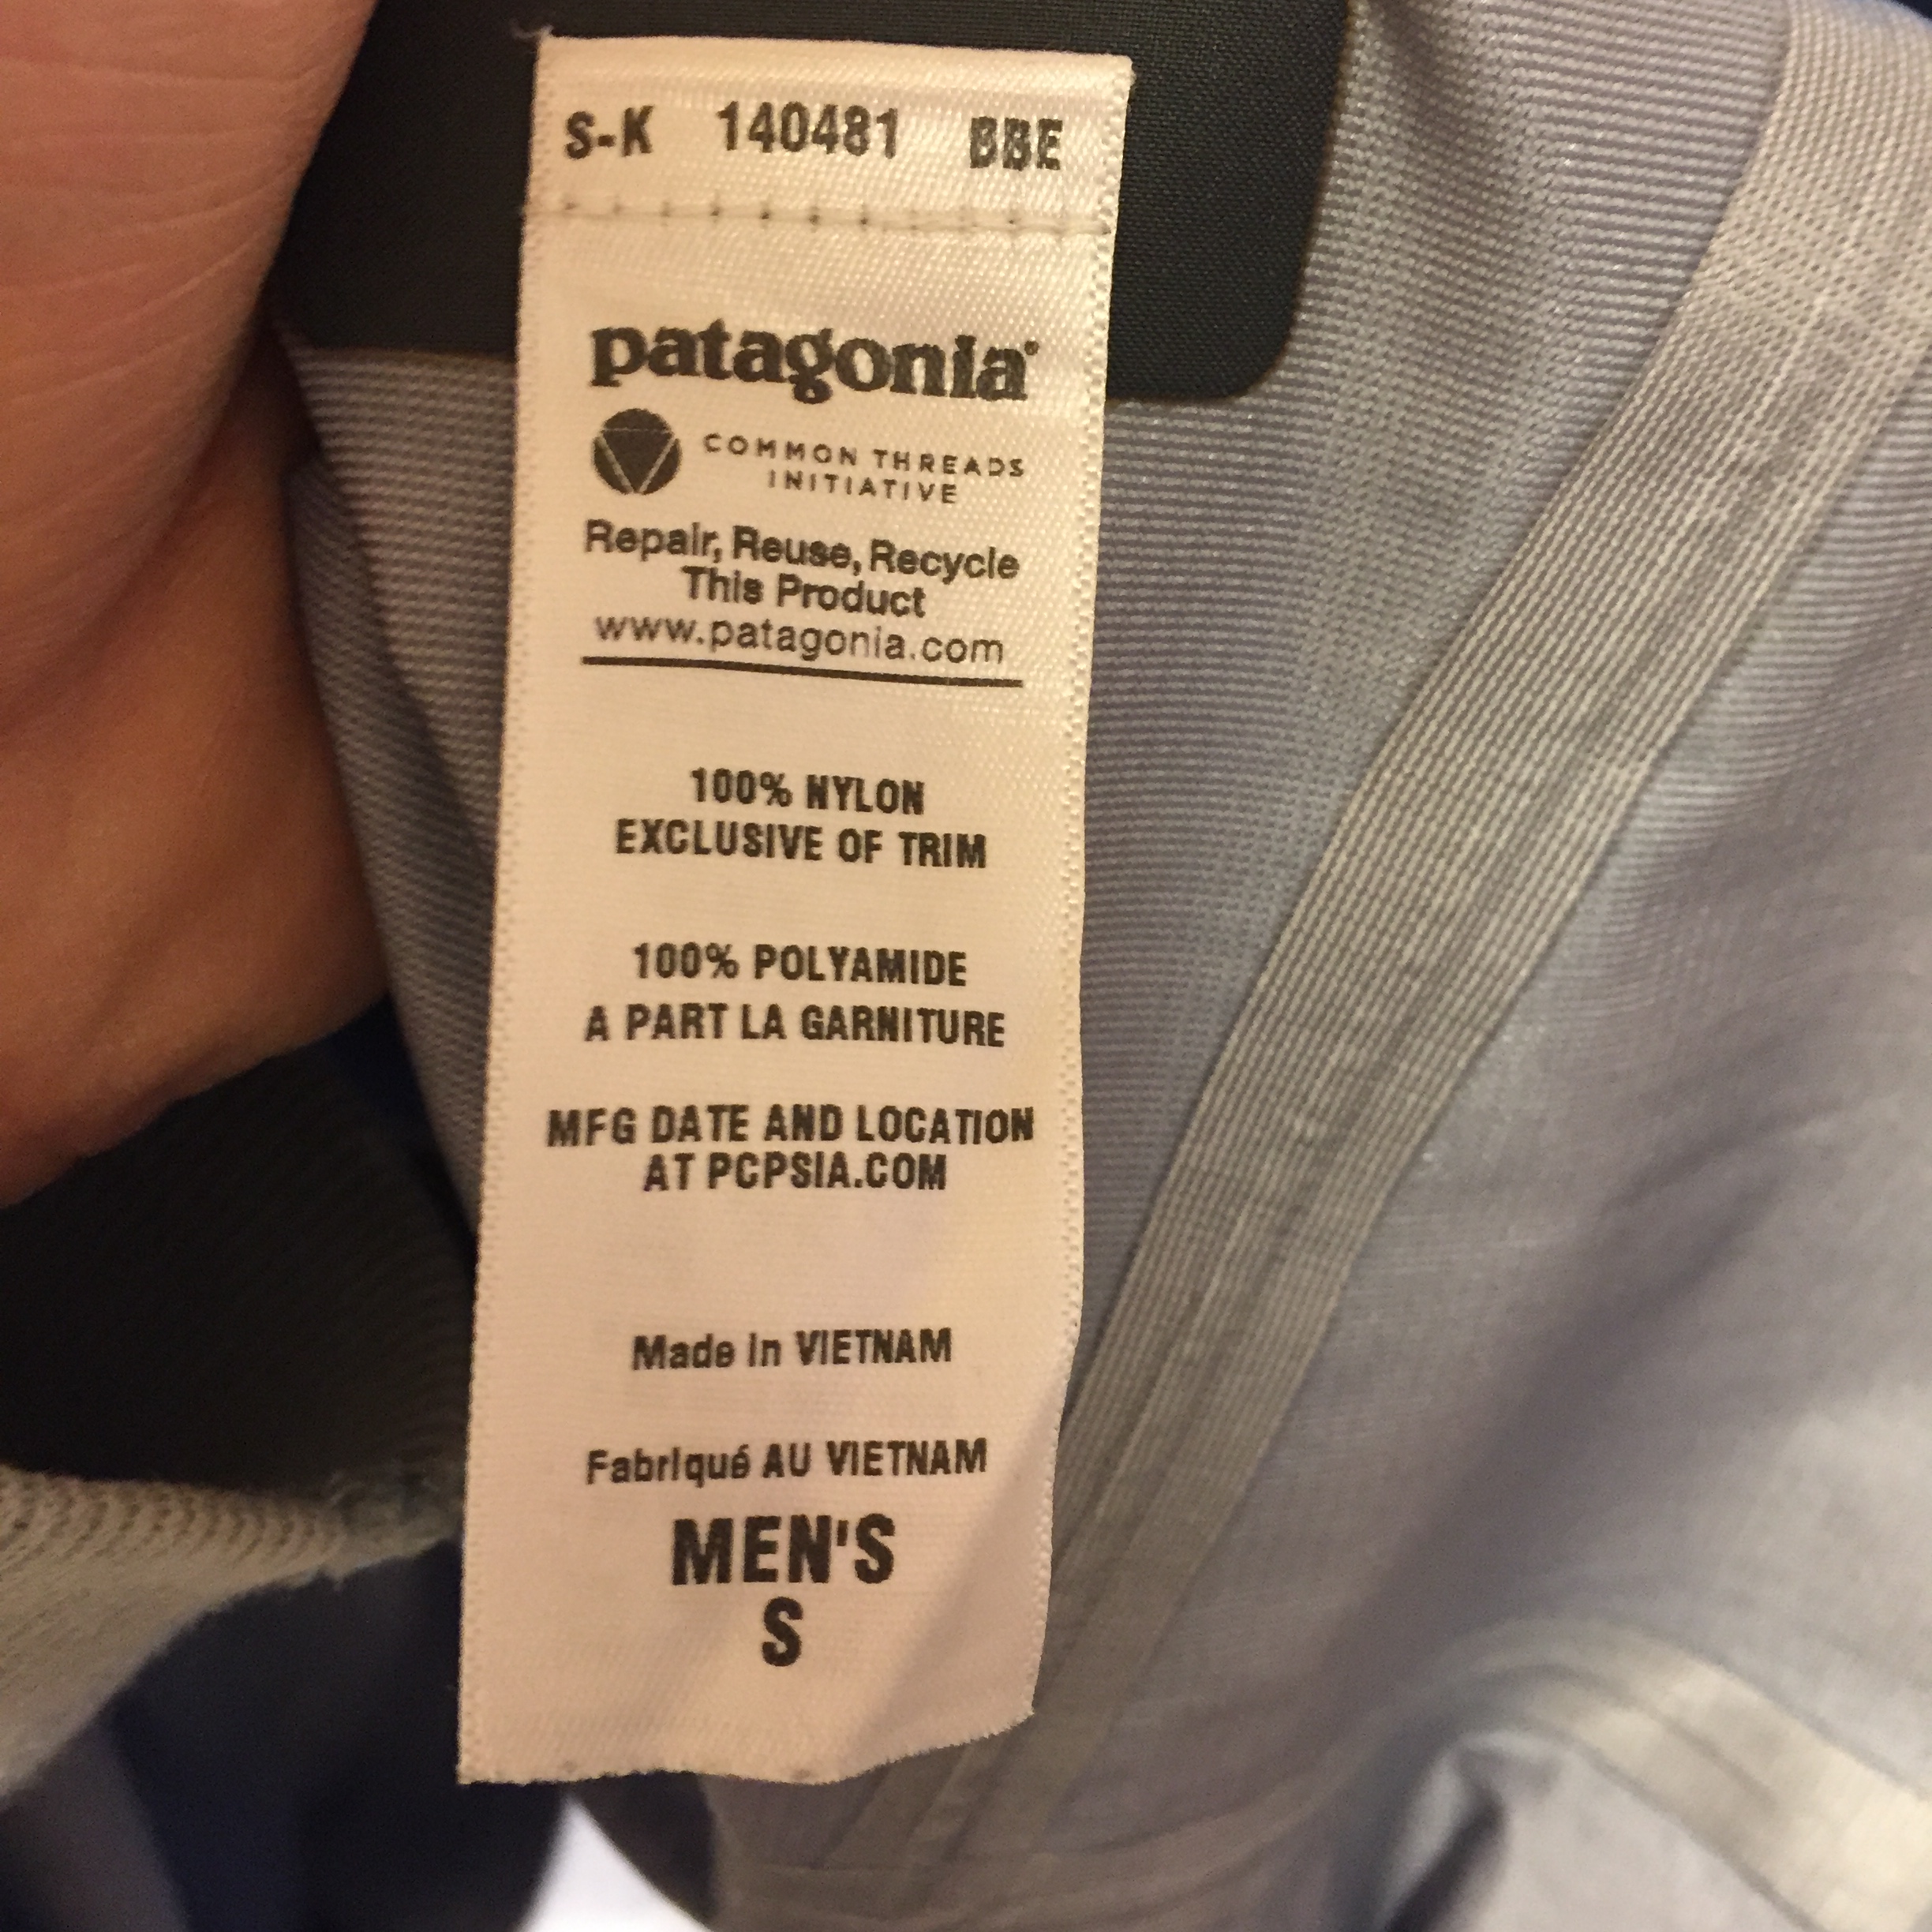 S-K 140481 BBE
patagonia®
COMMON THREADS
INITIATIVE
Repair, Reuse, Recycle
This Product
www.patagonia.com
100% NYLON
EXCLUSIVE OF TRIM
100% POLYAMIDE
A PART LA GARNITURE
MFG DATE AND LOCATION
AT PCPSIA.COM
Made in VIETNAM
Fabriqué AU VIETNAM
MEN'S
S